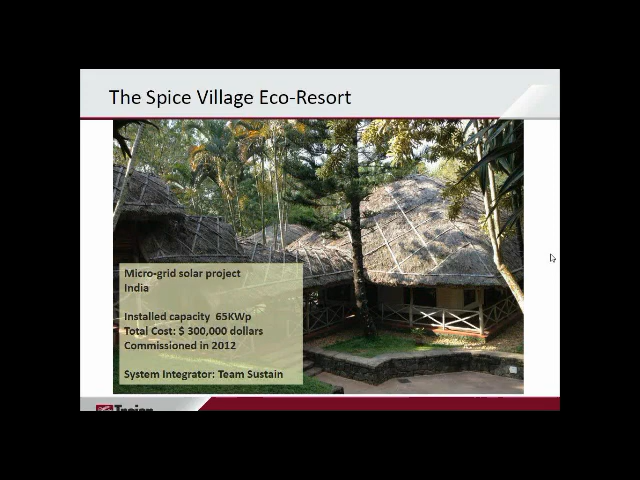 The Spice Village Eco-Resort
Micro-grid solar project
India
Installed capacity 65KWp
Total Cost: $ 300,000 dollars
Commissioned in 2012
System Integrator: Team Sustain